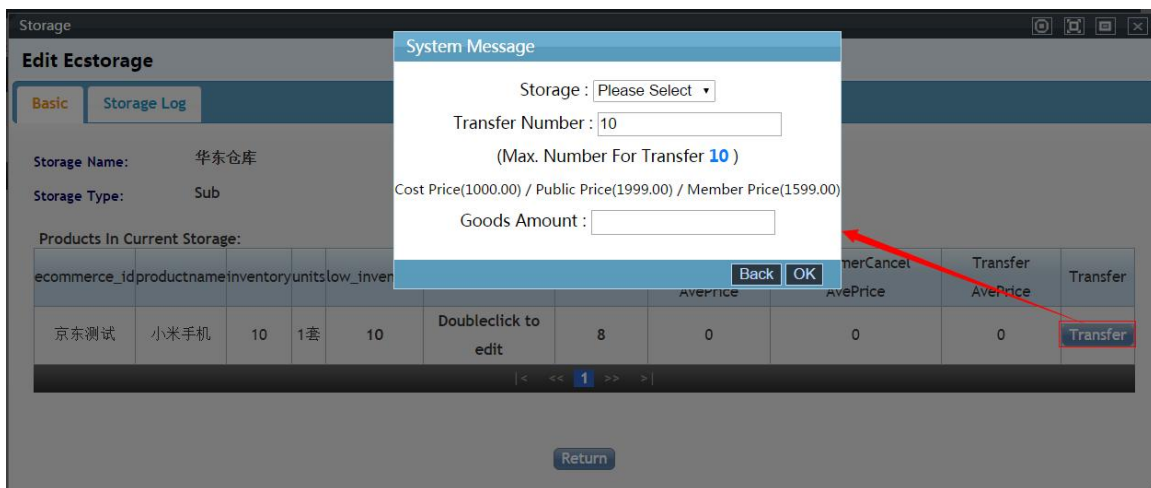 Storage
Edit Ecstorage
Basic
Storage Log
Storage Name:
华东仓库
Storage Type:
Sub
Products In Current Storage:
System Message
Storage : Please Select
Transfer Number : 10
(Max. Number For Transfer 10 )
Cost Price(1000.00) / Public Price(1999.00) / Member Price(1599.00)
Goods Amount :
Back OK
ecommerce_id productname inventory units Transfer AvePrice Transfer
AvePrice
AvePrice
京东测试 小米手机 10 1套 10 Doubleclick to edit 8 0 0 0 Transfer
|< << 1 >> >|
Return